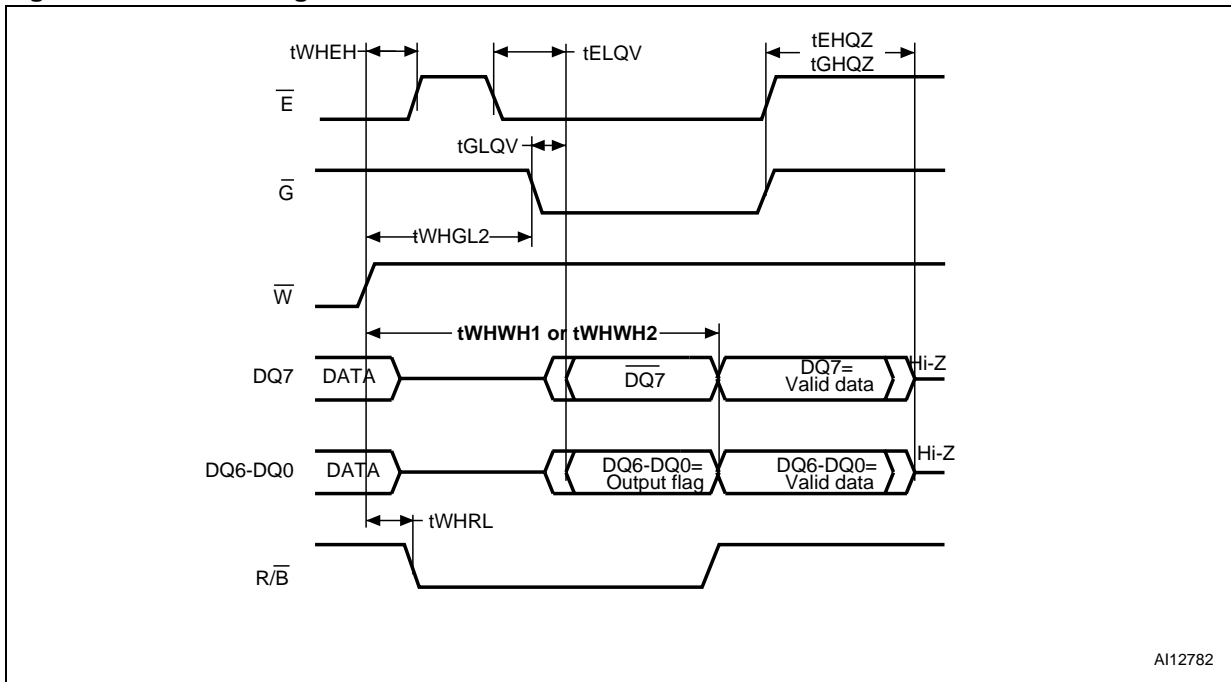 tWHEH
tELQV
tEHQZ
tGHQZ
E̅
tGLQV
G̅
tWHGL2
W̅
tWHWH1 or tWHWH2
DQ7
DATA
D̅Q̅7̅
DQ7=
Valid data
Hi-Z
DQ6-DQ0
DATA
DQ6-DQ0=
Output flag
DQ6-DQ0=
Valid data
Hi-Z
tWHRL
R/B̅
AI12782